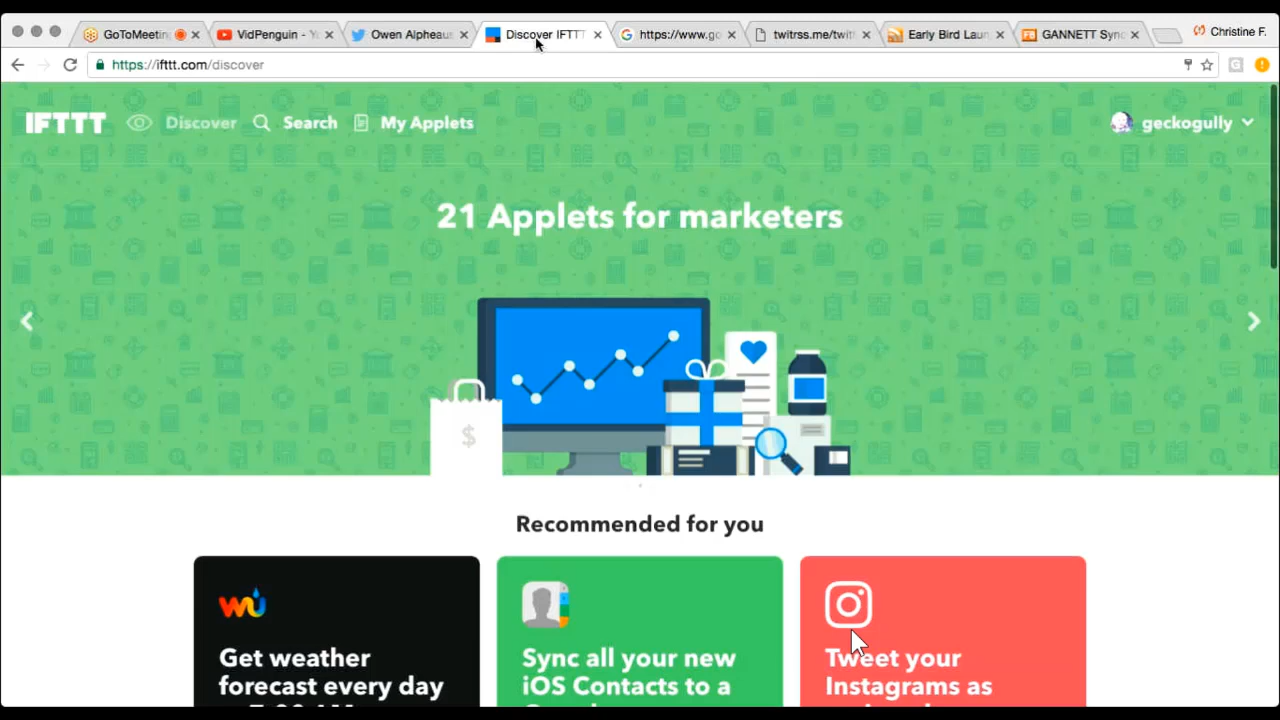 GoToMeetin
VidPenguin - Y
Owen Alpheaus
Discover IFTTT
https://www.go
twitrss.me/twitt
Early Bird Laun
GANNETT Sync
Christine F.
https://ifttt.com/discover
IFTTT
Discover
Search
My Applets
geckogully
21 Applets for marketers
$
Recommended for you
Get weather
forecast every day
Sync all your new
iOS Contacts to a
Tweet your
Instagrams as